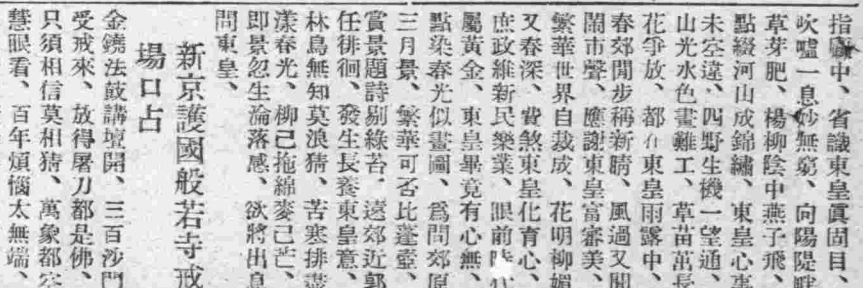 指顧中、省識東皇眞固目、
吹噓一息妙無窮、向陽隄畔
草芽肥、楊柳陰中燕子飛、
點綴河山成錦繡、東皇心事
未空違、四野生機一望通、
山光水色畫難工、草苗萬長
花爭放、都在東皇雨露中、
春郊閒步稱新晴、風過又聞
鬧市聲、應謝東皇富審美、
繁華世界自裁成、花明柳媚
又春深、費煞東皇化育心、
庶政維新民樂業、眼前時代
屬黃金、東皇畢竟有心無、
點染春光似畫圖、爲問郊原
三月景、繁華可否比蓬壺、
賞景題詩剔綠苔、遠郊近郭
任徘徊、發生長養東皇意、
林鳥無知莫浪猜、苦寒排盡
漾春光、柳已拖綿麥已芒、
即景忽生淪落感、欲將出息
問東皇、
新京護國般若寺戒
場口占
金鐃法鼓講壇開、三百沙門
受戒來、放得屠刀都是佛、
只須相信莫相猜、萬象都空
慧眼看、百年煩惱太無端、